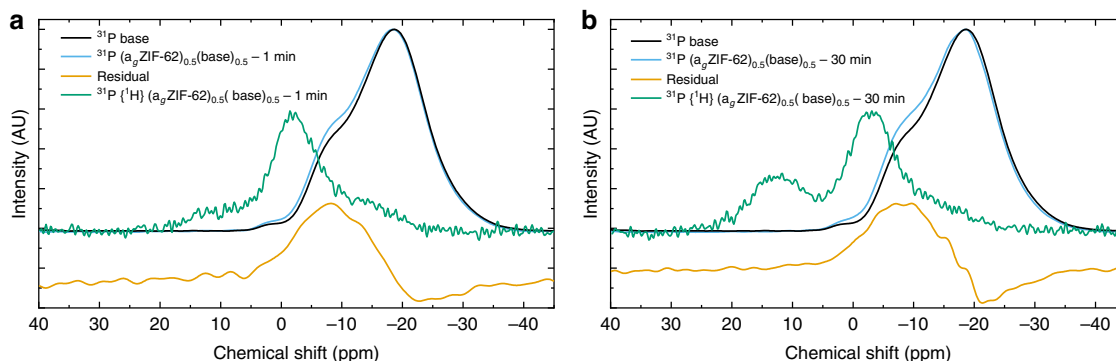 a
³¹P base
³¹P (a_gZIF-62)₀.₅(base)₀.₅ – 1 min
Residual
³¹P {¹H} (a_gZIF-62)₀.₅( base)₀.₅ – 1 min
Intensity (AU)
40 30 20 10 0 –10 –20 –30 –40
Chemical shift (ppm)
b
³¹P base
³¹P (a_gZIF-62)₀.₅(base)₀.₅ – 30 min
Residual
³¹P {¹H} (a_gZIF-62)₀.₅( base)₀.₅ – 30 min
Intensity (AU)
40 30 20 10 0 –10 –20 –30 –40
Chemical shift (ppm)